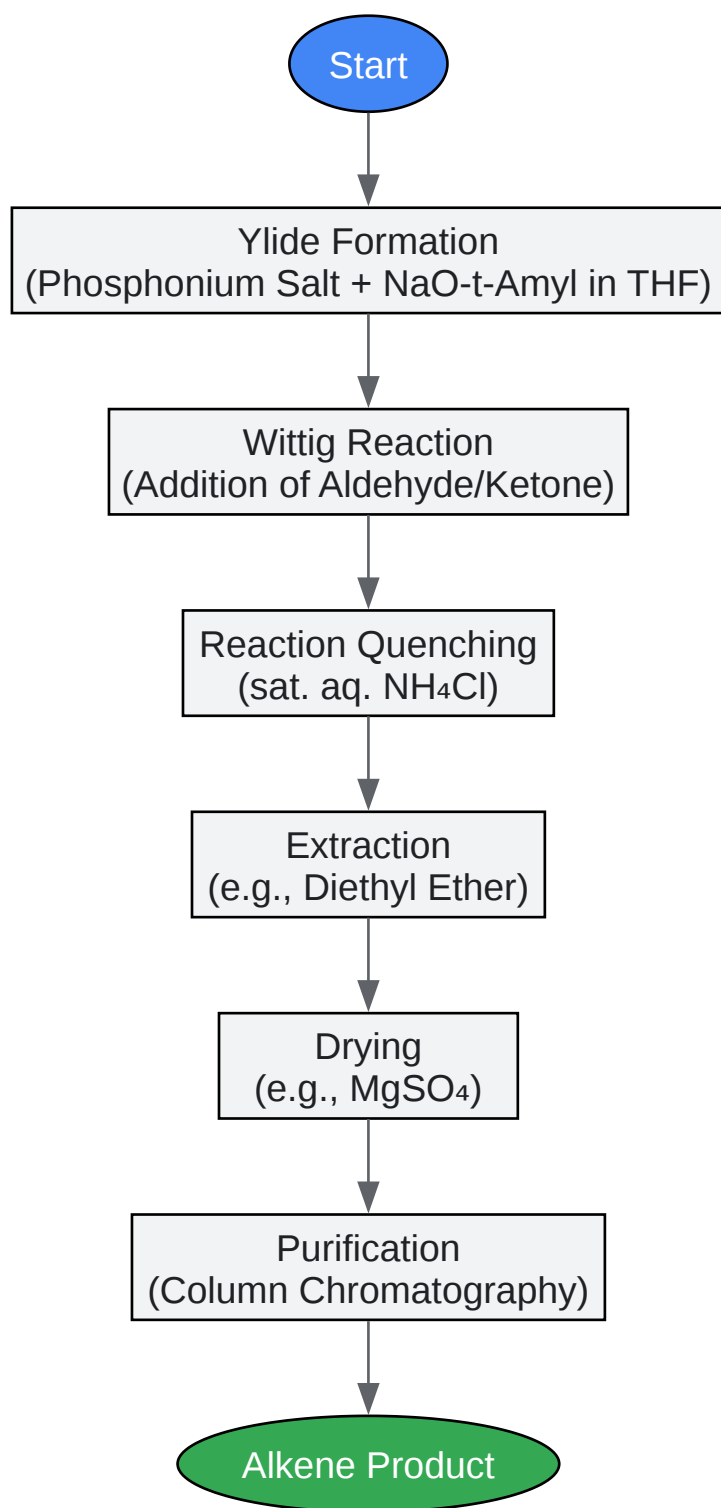 Start
Ylide Formation
(Phosphonium Salt + NaO-t-Amyl in THF)
Wittig Reaction
(Addition of Aldehyde/Ketone)
Reaction Quenching
(sat. aq. NH₄Cl)
Extraction
(e.g., Diethyl Ether)
Drying
(e.g., MgSO₄)
Purification
(Column Chromatography)
Alkene Product